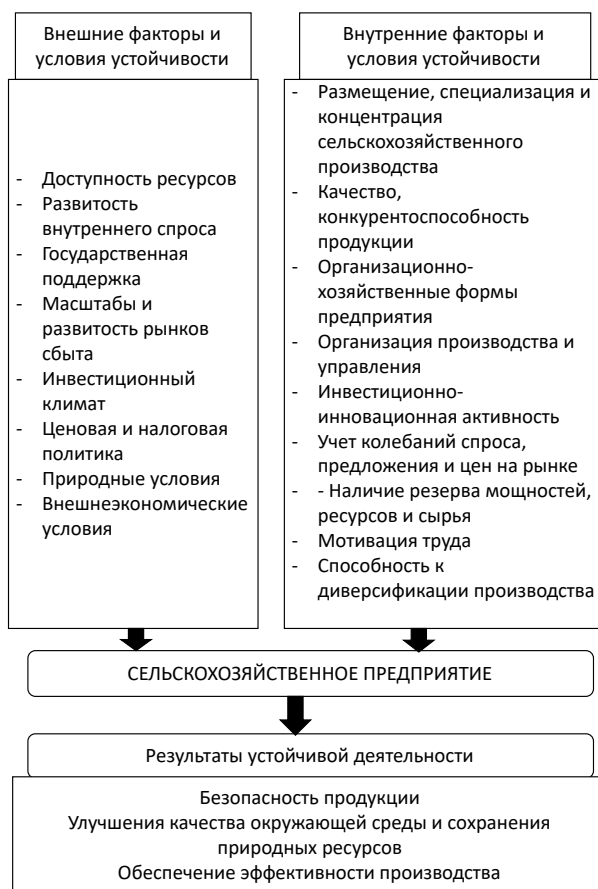 Внешние факторы и
условия устойчивости
- Доступность ресурсов
- Развитость
внутреннего спроса
- Государственная
поддержка
- Масштабы и
развитость рынков
сбыта
- Инвестиционный
климат
- Ценовая и налоговая
политика
- Природные условия
- Внешнеэкономические
условия
Внутренние факторы и
условия устойчивости
- Размещение, специализация и
концентрация
сельскохозяйственного
производства
- Качество,
конкурентоспособность
продукции
- Организационно-
хозяйственные формы
предприятия
- Организация производства и
управления
- Инвестиционно-
инновационная активность
- Учет колебаний спроса,
предложения и цен на рынке
- - Наличие резерва мощностей,
ресурсов и сырья
- Мотивация труда
- Способность к
диверсификации производства
СЕЛЬСКОХОЗЯЙСТВЕННОЕ ПРЕДПРИЯТИЕ
Результаты устойчивой деятельности
Безопасность продукции
Улучшения качества окружающей среды и сохранения
природных ресурсов
Обеспечение эффективности производства